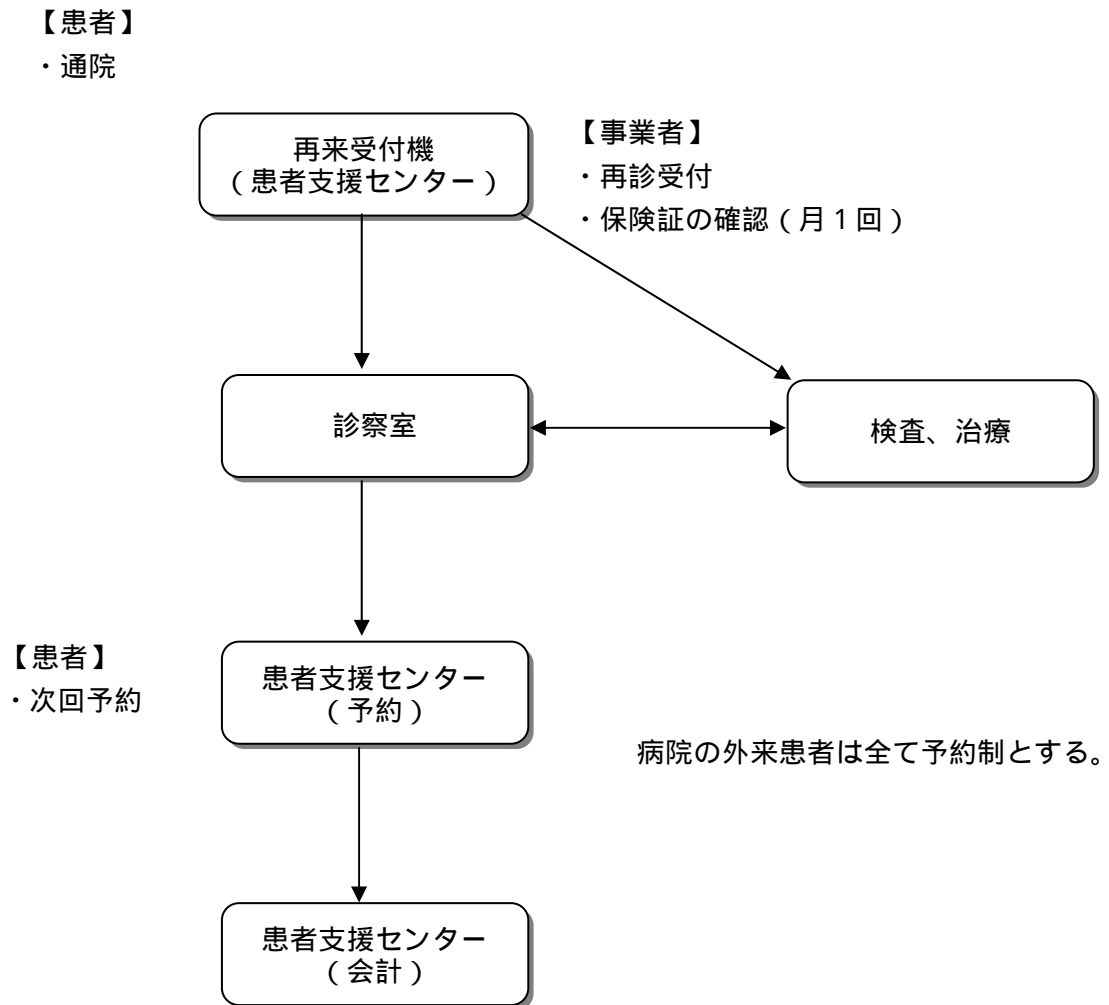 【患者】
・通院
再来受付機
（患者支援センター）
【事業者】
・再診受付
・保険証の確認（月１回）
診察室
検査、治療
【患者】
・次回予約
患者支援センター
（予約）
病院の外来患者は全て予約制とする。
患者支援センター
（会計）